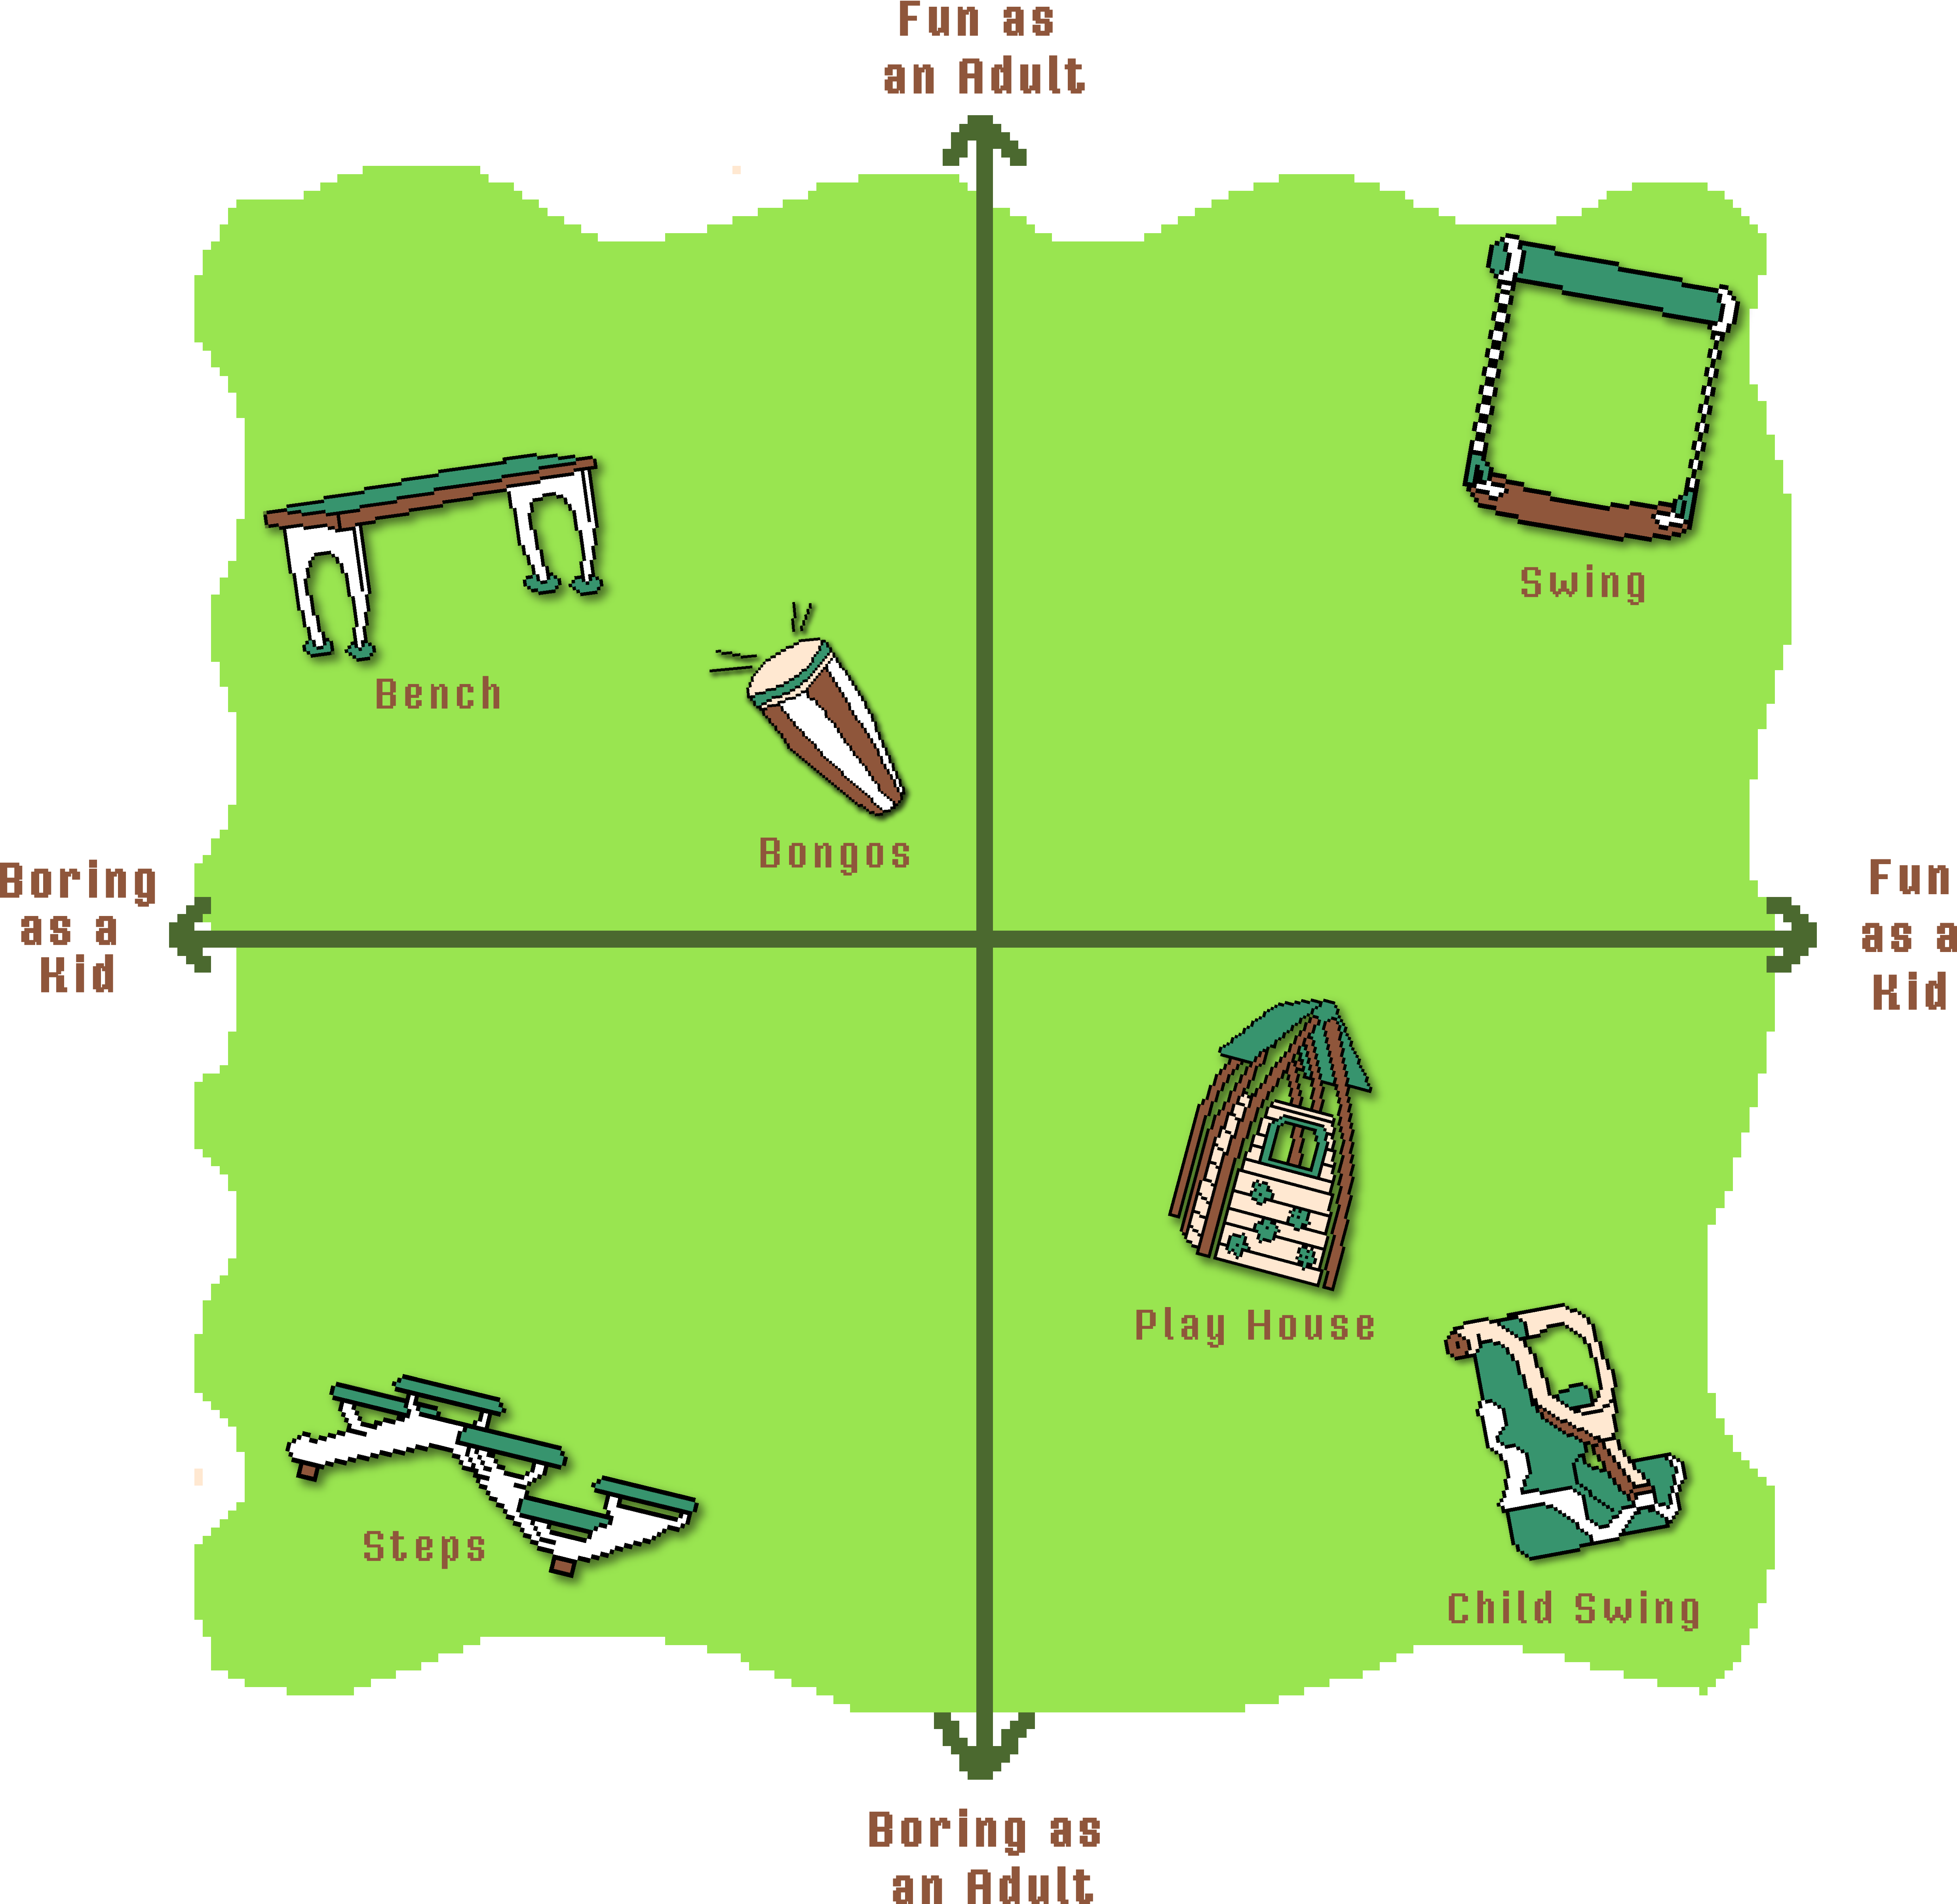 Fun as
an Adult
Swing
Bench
Bongos
Boring
as a
Kid
Fun
as a
Kid
Play House
Steps
Child Swing
Boring as
an Adult